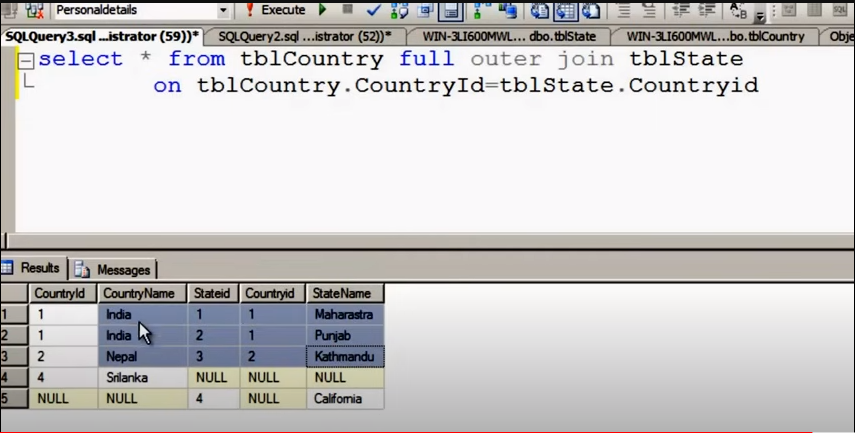 Personaldetails Execute
SQLQuery3.sql ...istrator (59))* SQLQuery2.sql ...istrator (52))* WIN-3LI600MWL... dbo.tblState WIN-3LI600MWL...bo.tblCountry Obje
select * from tblCountry full outer join tblState
on tblCountry.CountryId=tblState.Countryid
Results Messages
CountryId CountryName Stateid Countryid StateName
1 1 India 1 1 Maharastra
2 1 India 2 1 Punjab
3 2 Nepal 3 2 Kathmandu
4 4 Srilanka NULL NULL NULL
5 NULL NULL 4 NULL California